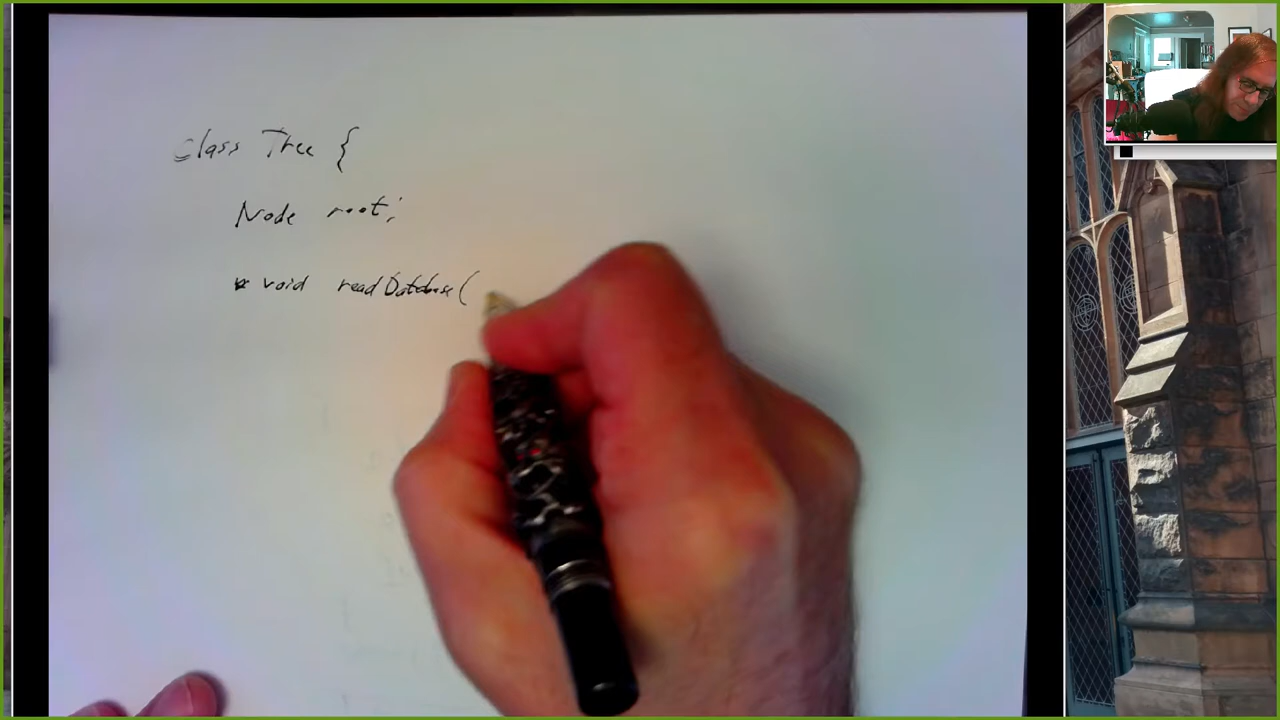 class Tree {
Node root;
void readDatabase(